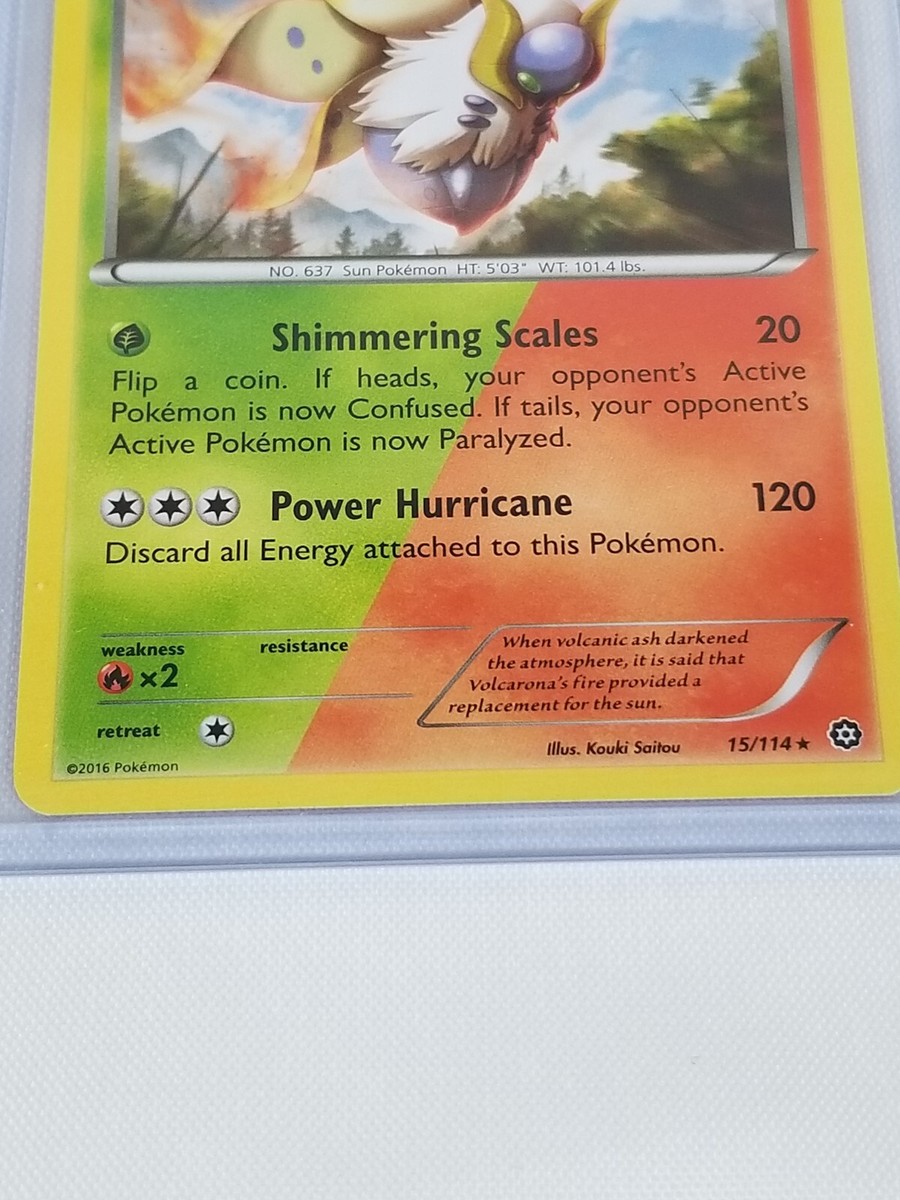 NO. 637 Sun Pokémon HT: 5'03" WT: 101.4 lbs.
Shimmering Scales 20
Flip a coin. If heads, your opponent's Active
Pokémon is now Confused. If tails, your opponent's
Active Pokémon is now Paralyzed.
Power Hurricane 120
Discard all Energy attached to this Pokémon.
weakness resistance
×2
When volcanic ash darkened
the atmosphere, it is said that
Volcarona's fire provided a
replacement for the sun.
retreat
Illus. Kouki Saitou 15/114 ★
©2016 Pokémon